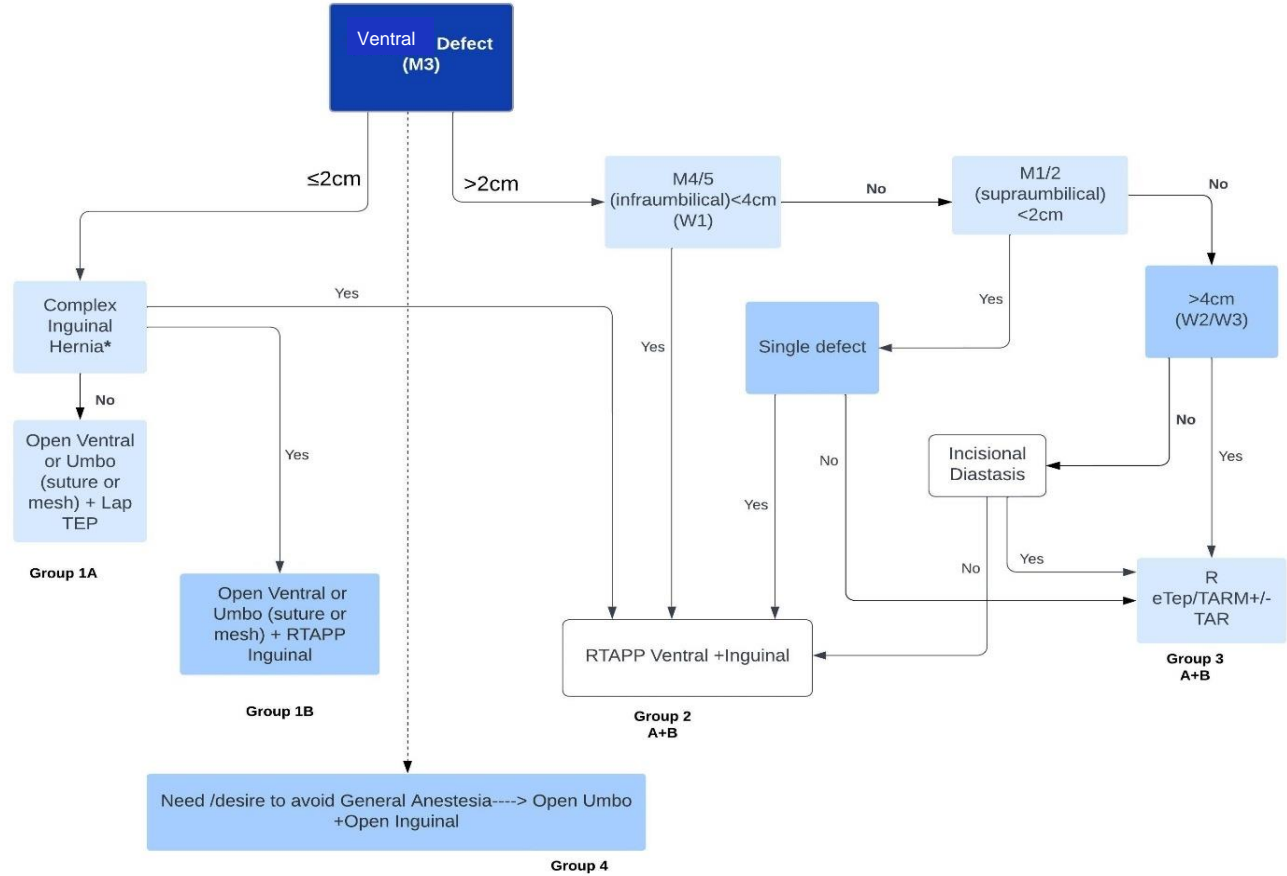 Ventral Defect
(M3)
≤2cm
>2cm
M4/5
(infraumbilical)<4cm
(W1)
No
M1/2
(supraumbilical)
<2cm
No
Complex
Inguinal
Hernia*
Yes
Yes
Yes
Single defect
>4cm
(W2/W3)
No
Open Ventral
or Umbo
(suture or
mesh) + Lap
TEP
Group 1A
Yes
Yes
No
Incisional
Diastasis
No
Yes
Open Ventral or
Umbo (suture or
mesh) + RTAPP
Inguinal
Group 1B
No
Yes
RTAPP Ventral +Inguinal
Group 2
A+B
R
eTep/TARM+/-
TAR
Group 3
A+B
Need /desire to avoid General Anestesia----> Open Umbo
+Open Inguinal
Group 4